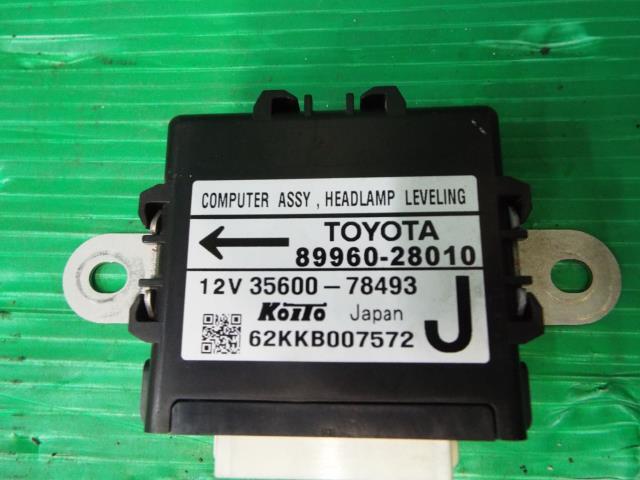 COMPUTER ASSY , HEADLAMP LEVELING
TOYOTA
89960-28010
12V 35600-78493
KOITO Japan
62KKB007572
J